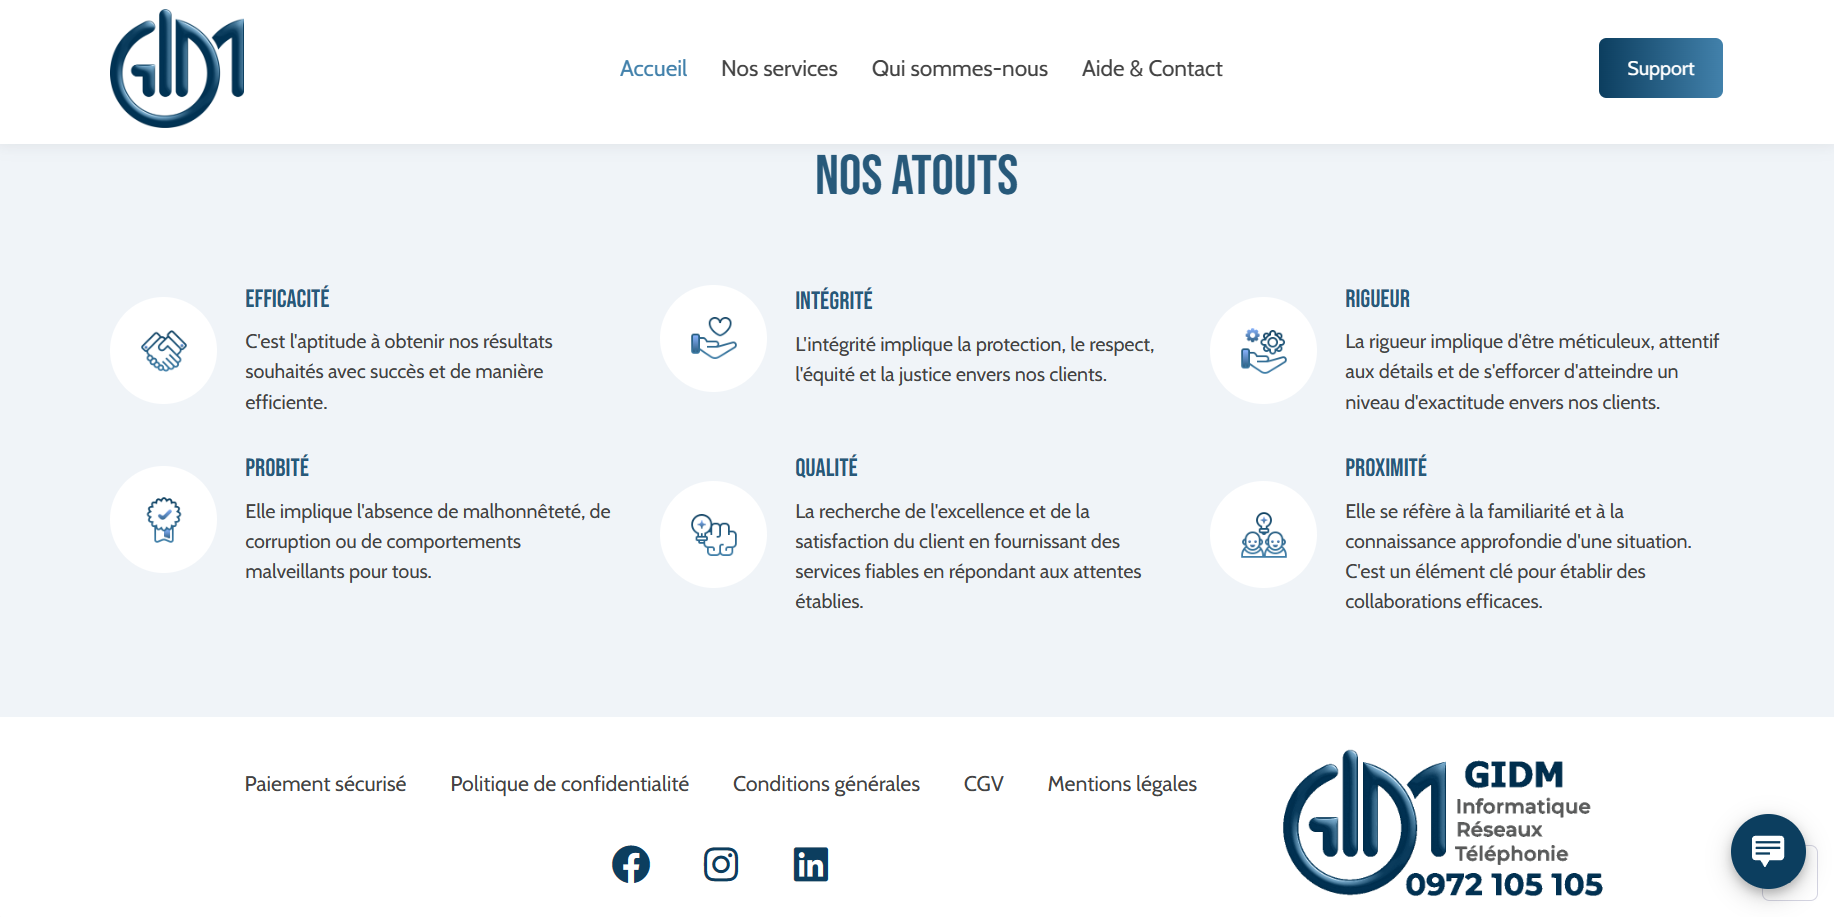 GIDM
Accueil
Nos services
Qui sommes-nous
Aide & Contact
Support
NOS ATOUTS
EFFICACITÉ
C'est l'aptitude à obtenir nos résultats
souhaités avec succès et de manière
efficiente.
INTÉGRITÉ
L'intégrité implique la protection, le respect,
l'équité et la justice envers nos clients.
RIGUEUR
La rigueur implique d'être méticuleux, attentif
aux détails et de s'efforcer d'atteindre un
niveau d'exactitude envers nos clients.
PROBITÉ
Elle implique l'absence de malhonnêteté, de
corruption ou de comportements
malveillants pour tous.
QUALITÉ
La recherche de l'excellence et de la
satisfaction du client en fournissant des
services fiables en répondant aux attentes
établies.
PROXIMITÉ
Elle se réfère à la familiarité et à la
connaissance approfondie d'une situation.
C'est un élément clé pour établir des
collaborations efficaces.
Paiement sécurisé
Politique de confidentialité
Conditions générales
CGV
Mentions légales
GIDM
GIDM
Informatique
Réseaux
Téléphonie
0972 105 105